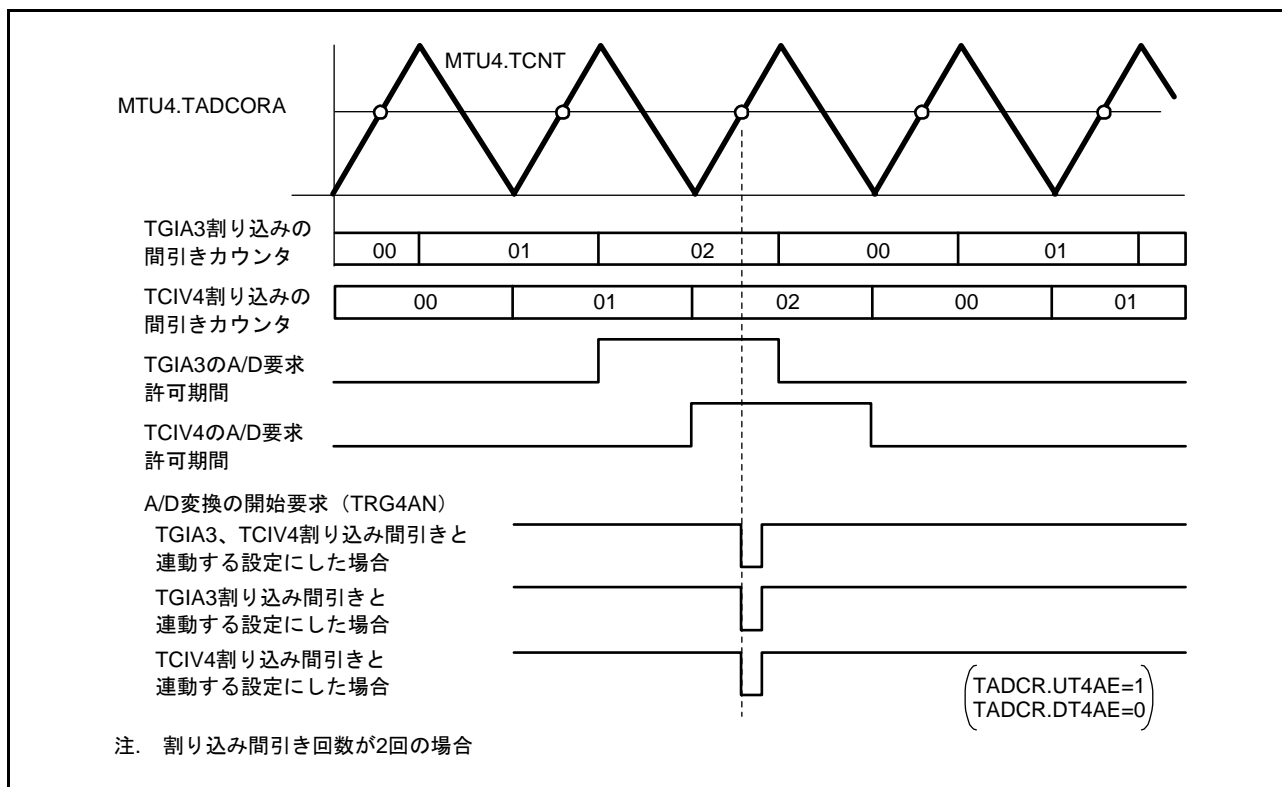 MTU4.TCNT
MTU4.TADCORA
TGIA3割り込みの
間引きカウンタ
00 01 02 00 01
TCIV4割り込みの
間引きカウンタ
00 01 02 00 01
TGIA3のA/D要求
許可期間
TCIV4のA/D要求
許可期間
A/D変換の開始要求（TRG4AN）
TGIA3、TCIV4割り込み間引きと
連動する設定にした場合
TGIA3割り込み間引きと
連動する設定にした場合
TCIV4割り込み間引きと
連動する設定にした場合
TADCR.UT4AE=1
TADCR.DT4AE=0
注. 割り込み間引き回数が2回の場合